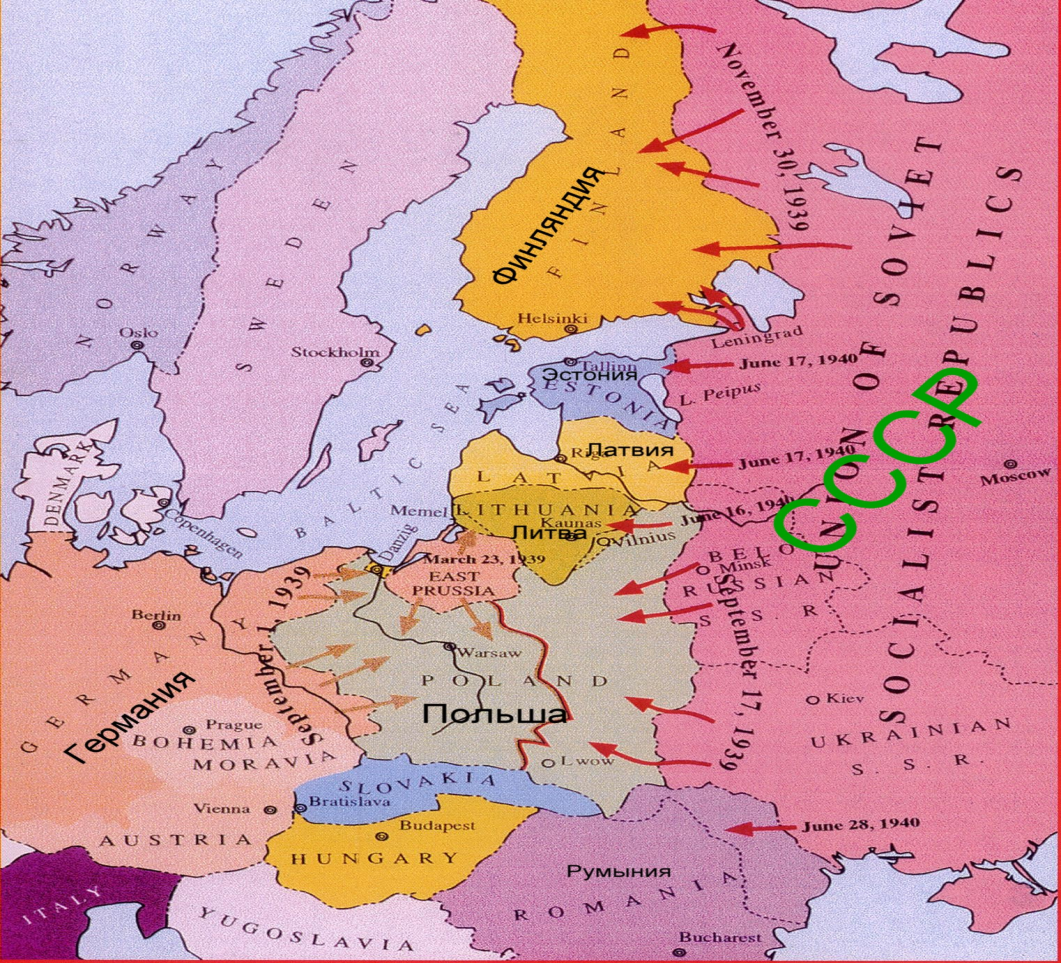 November 30, 1939
FINLAND
Финляндия
NORWAY
SWEDEN
UNION OF SOVIET
SOCIALIST REPUBLICS
СССР
Oslo
Stockholm
Helsinki
Leningrad
Tallinn
Эстония
ESTONIA
June 17, 1940
L. Peipus
BALTIC SEA
DENMARK
Copenhagen
Riga
Латвия
LATVIA
June 17, 1940
Moscow
Memel
LITHUANIA
Kaunas
Литва
Vilnius
June 16, 1940
Danzig
March 23, 1939
EAST
PRUSSIA
BELO
RUSSIAN
S. S. R
Minsk
September 1, 1939
September 17, 1939
Berlin
GERMANY
Германия
Warsaw
POLAND
Польша
Lwow
Kiev
UKRAINIAN
S. S. R.
Prague
BOHEMIA
MORAVIA
SLOVAKIA
Bratislava
Vienna
AUSTRIA
Budapest
HUNGARY
June 28, 1940
Румыния
ROMANIA
Bucharest
ITALY
YUGOSLAVIA